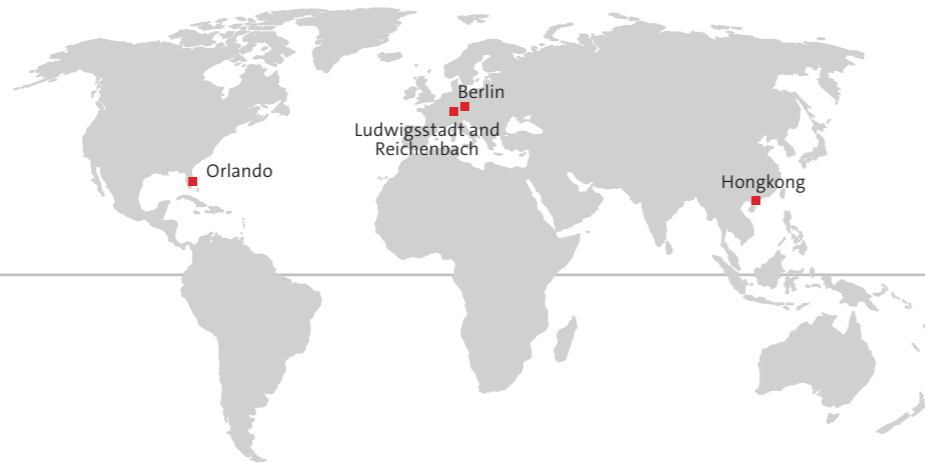 Berlin
Ludwigsstadt and
Reichenbach
Orlando
Hongkong